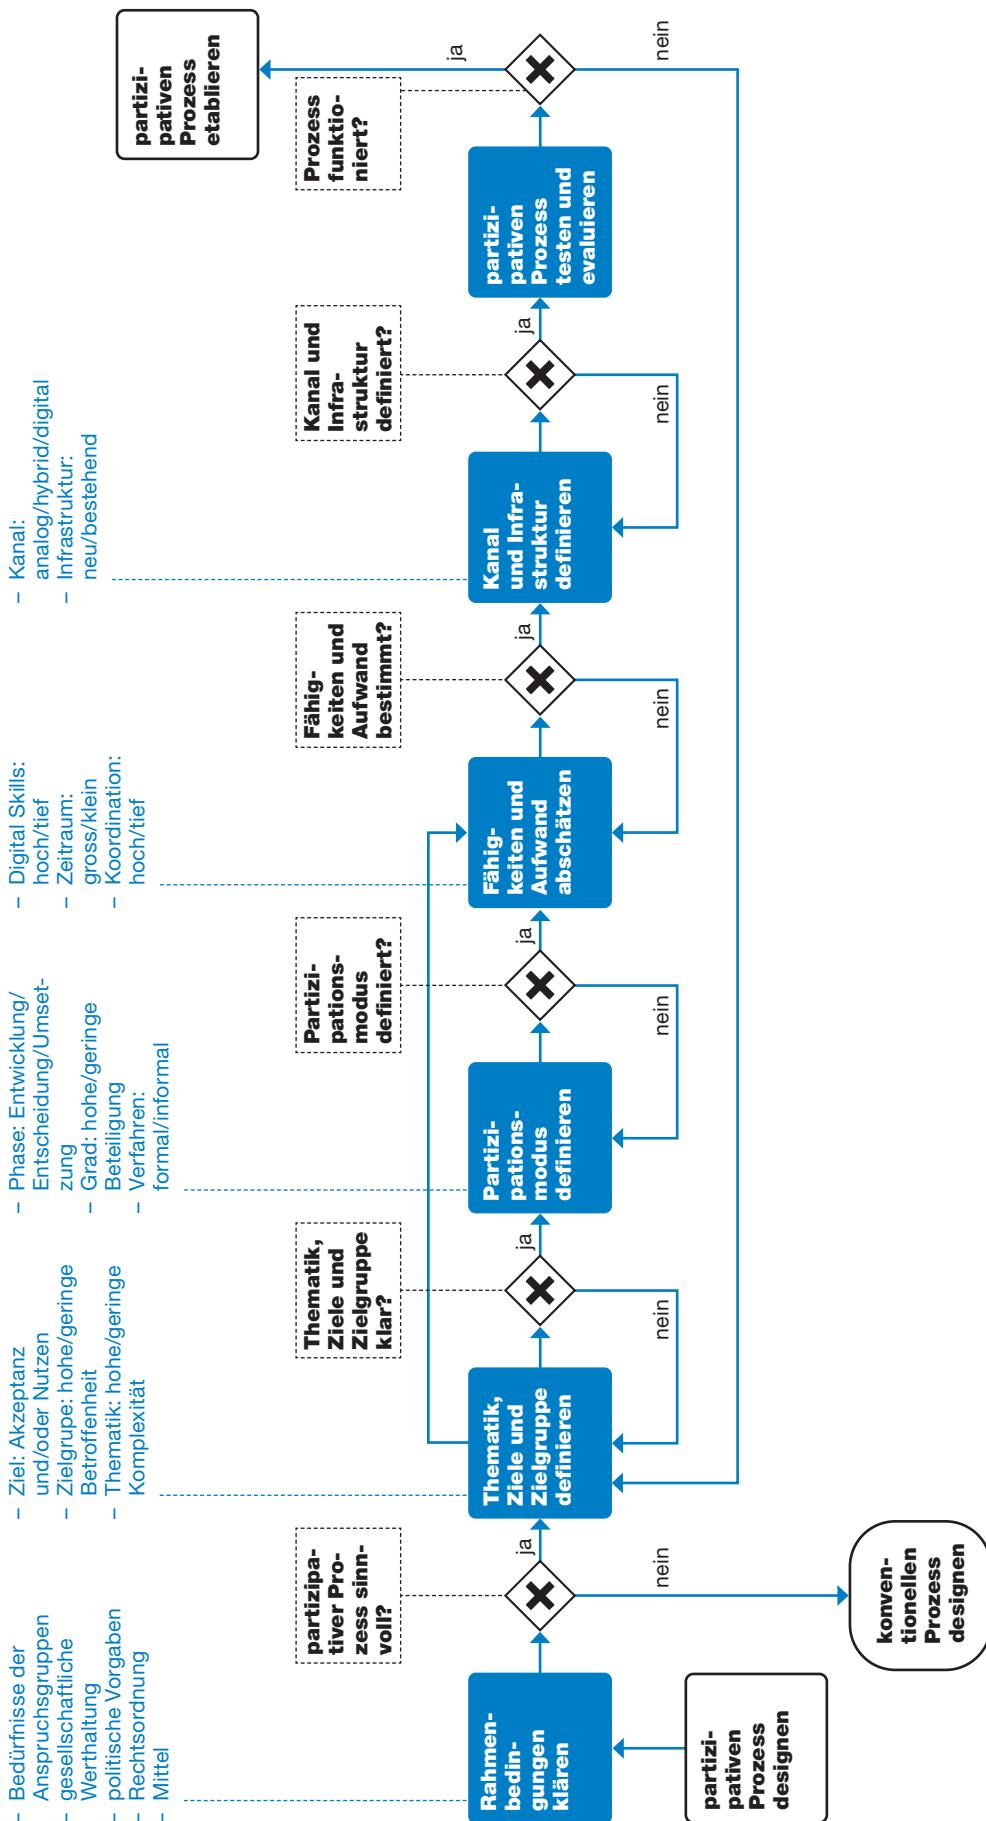 – Bedürfnisse der
Anspruchsgruppen
– gesellschaftliche
Werthaltung
– politische Vorgaben
– Rechtsordnung
– Mittel
– Ziel: Akzeptanz
und/oder Nutzen
– Zielgrupe: hohe/geringe
Betroffenheit
– Thematik: hohe/geringe
Komplexität
– Phase: Entwicklung/
Entscheidung/Umset-
zung
– Grad: hohe/geringe
Beteiligung
– Verfahren:
formal/informal
– Digital Skills:
hoch/tief
– Zeitraum:
gross/klein
– Koordination:
hoch/tief
– Kanal:
analog/hybrid/digital
– Infrastruktur:
neu/bestehend
partizi-
pativen
Prozess
etablieren
partizipa-
tiver Pro-
zess sinn-
voll?
Thematik,
Ziele und
Zielgruppe
klar?
Partizi-
pations-
modus
definiert?
Fähig-
keiten und
Aufwand
bestimmt?
Kanal und
Infra-
struktur
definiert?
Prozess
funktio-
niert?
ja
Rahmen-
bedin-
gungen
klären
ja
Thematik,
Ziele und
Zielgruppe
definieren
ja
Partizi-
pations-
modus
definieren
ja
Fähig-
keiten und
Aufwand
abschätzen
ja
Kanal
und Infra-
struktur
definieren
ja
partizi-
pativen
Prozess
testen und
evaluieren
nein
nein
nein
nein
nein
nein
partizi-
pativen
Prozess
designen
konven-
tionellen
Prozess
designen